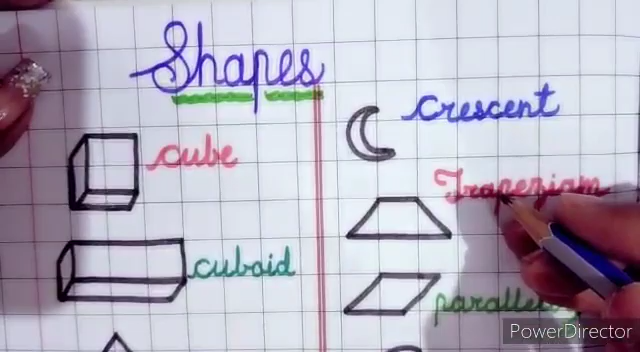 Shapes
cube
cuboid
crescent
Trapezium
PowerDirector